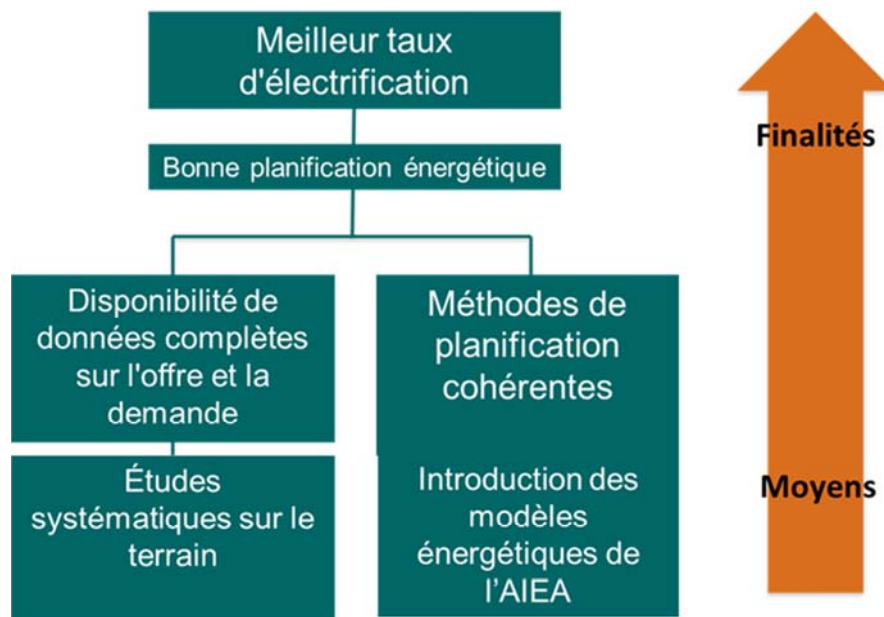 Meilleur taux
d'électrification
Finalités
Bonne planification énergétique
Disponibilité de
données complètes
sur l'offre et la
demande
Méthodes de
planification
cohérentes
Études
systématiques sur le
terrain
Introduction des
modèles
énergétiques de
l’AIEA
Moyens